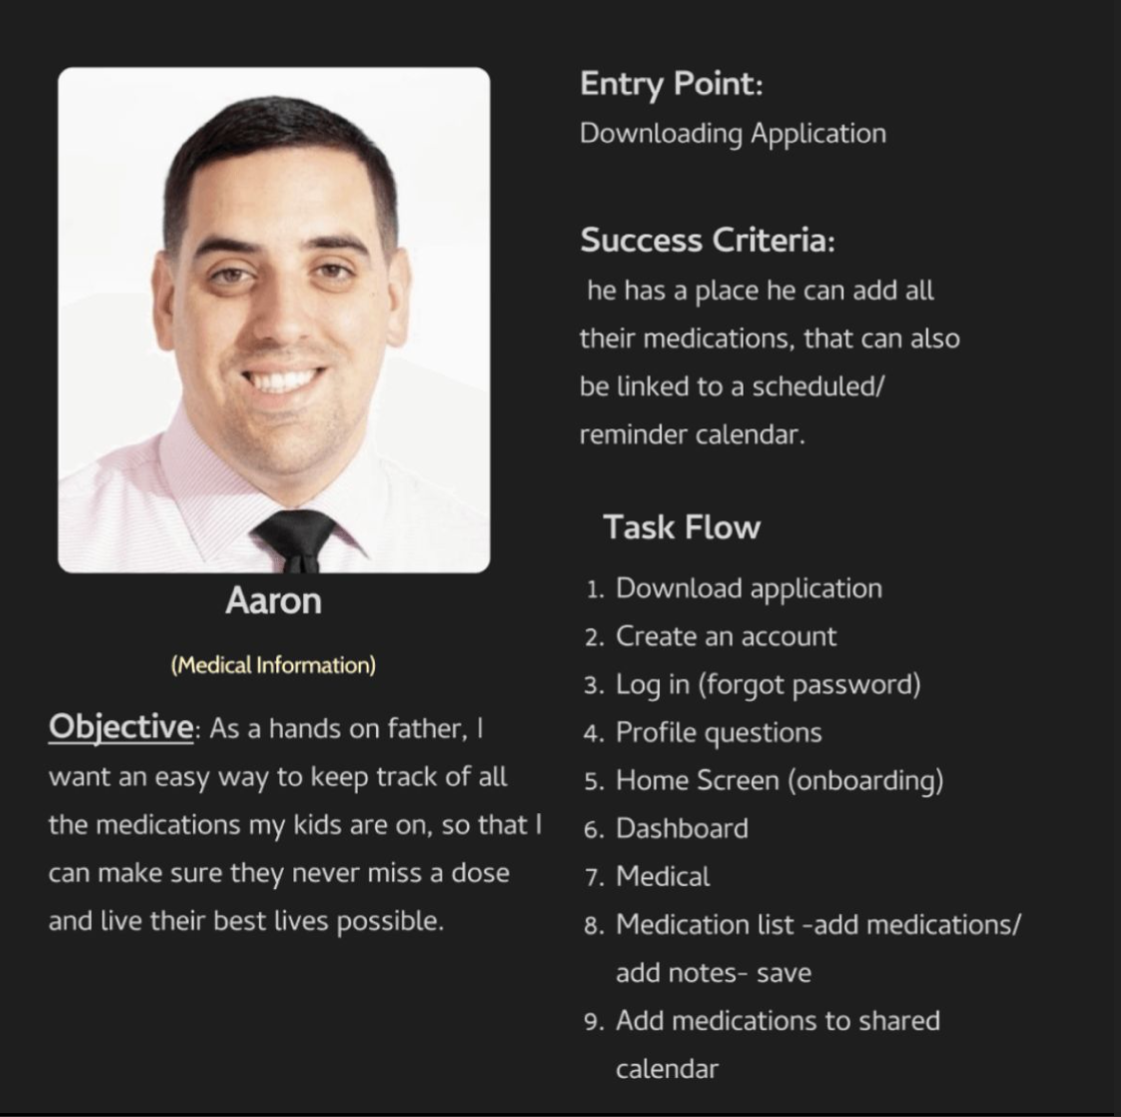 Aaron
(Medical Information)
Objective: As a hands on father, I
want an easy way to keep track of all
the medications my kids are on, so that I
can make sure they never miss a dose
and live their best lives possible.
Entry Point:
Downloading Application
Success Criteria:
he has a place he can add all
their medications, that can also
be linked to a scheduled/
reminder calendar.
Task Flow
1. Download application
2. Create an account
3. Log in (forgot password)
4. Profile questions
5. Home Screen (onboarding)
6. Dashboard
7. Medical
8. Medication list -add medications/
add notes- save
9. Add medications to shared
calendar